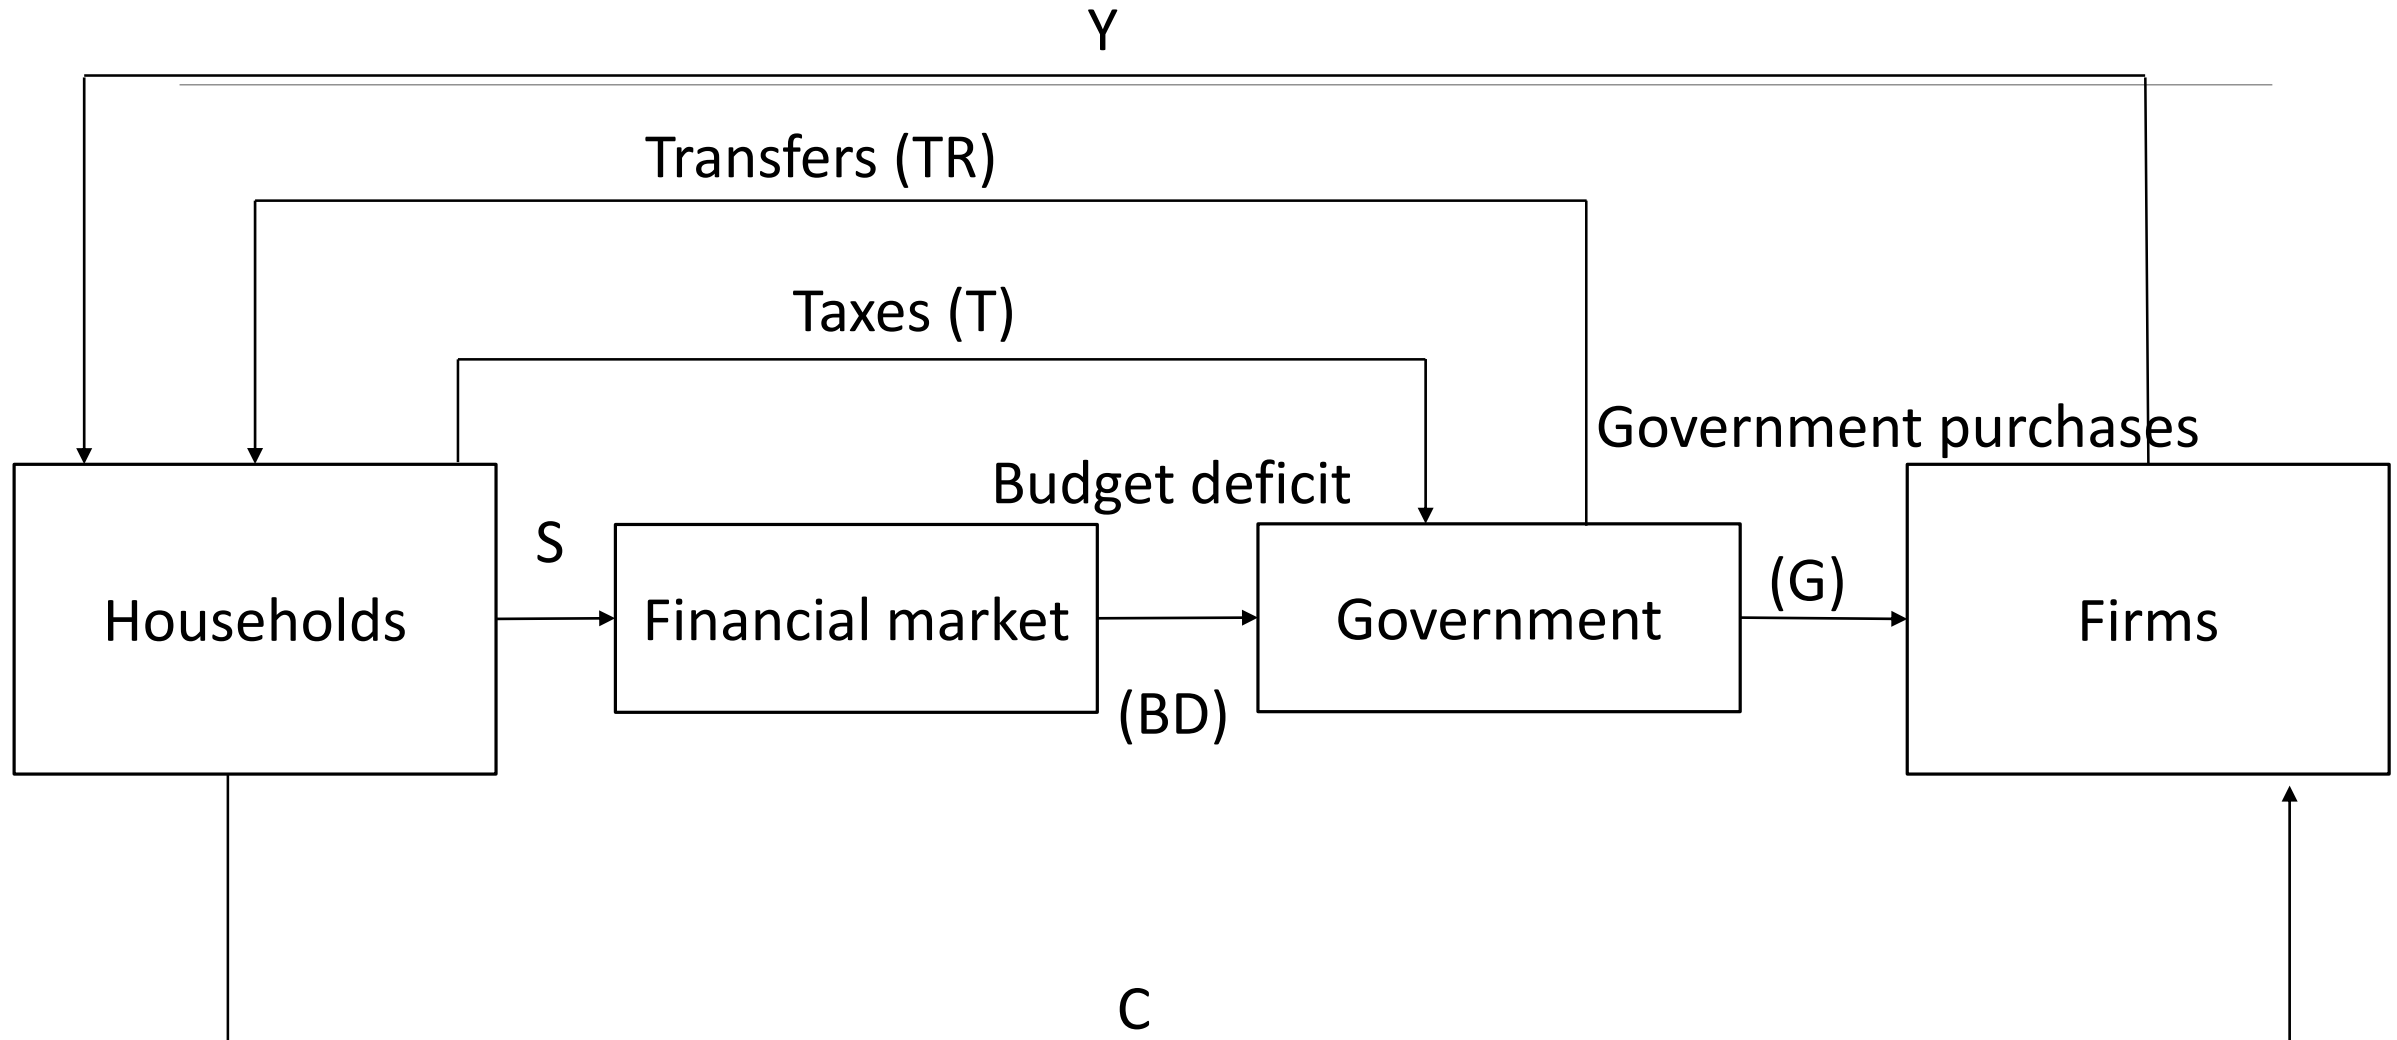 Y
Transfers (TR)
Taxes (T)
Government purchases
Budget deficit
S
(G)
Households
Financial market
Government
Firms
(BD)
C